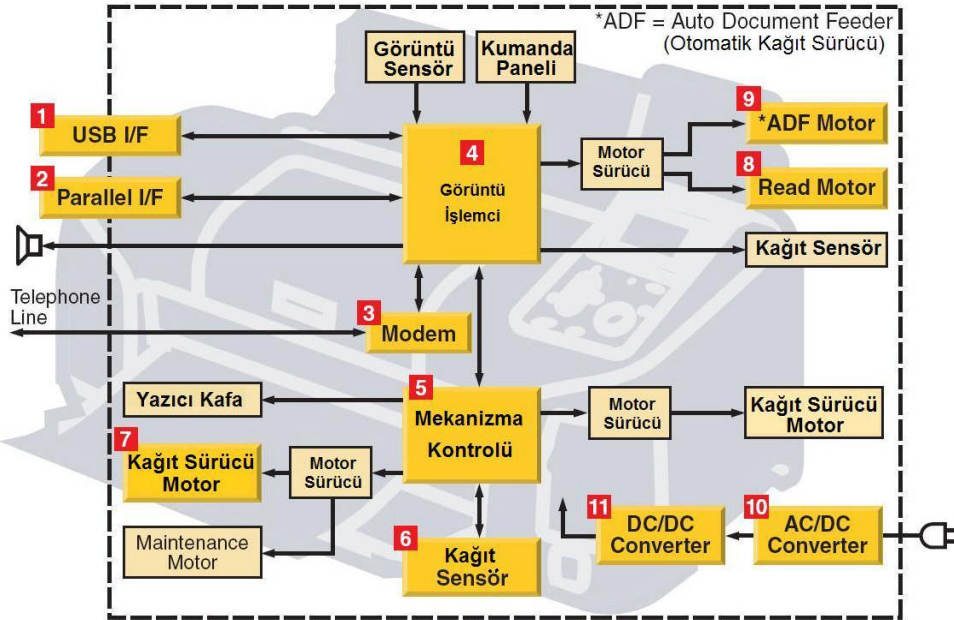 *ADF = Auto Document Feeder
(Otomatik Kağıt Sürücü)
Görüntü
Sensör
Kumanda
Paneli
1
USB I/F
2
Parallel I/F
4
Görüntü
İşlemci
Motor
Sürücü
9
*ADF Motor
8
Read Motor
Kağıt Sensör
Telephone
Line
3
Modem
5
Mekanizma
Kontrolü
Yazıcı Kafa
7
Kağıt Sürücü
Motor
Motor
Sürücü
Maintenance
Motor
Motor
Sürücü
Kağıt Sürücü
Motor
6
Kağıt
Sensör
11
DC/DC
Converter
10
AC/DC
Converter